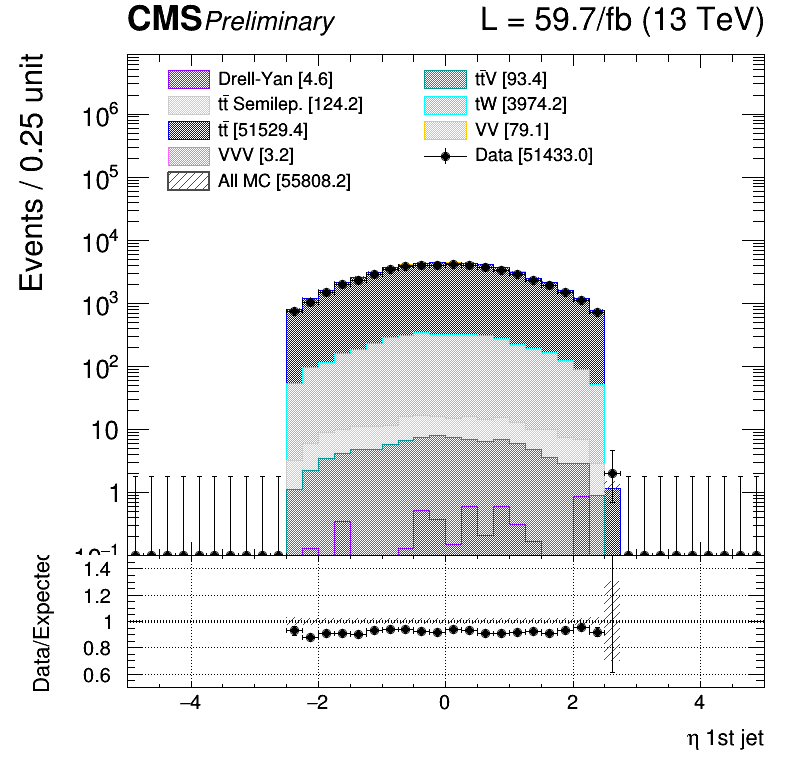 CMS Preliminary L = 59.7/fb (13 TeV)
Events / 0.25 unit
Drell-Yan [4.6]
tt̄ Semilep. [124.2]
tt̄ [51529.4]
VVV [3.2]
All MC [55808.2]
tt̄V [93.4]
tW [3974.2]
VV [79.1]
Data [51433.0]
10⁶
10⁵
10⁴
10³
10²
10
1
10⁻¹
Data/Expected
1.4
1.2
1
0.8
0.6
−4 −2 0 2 4
η 1st jet